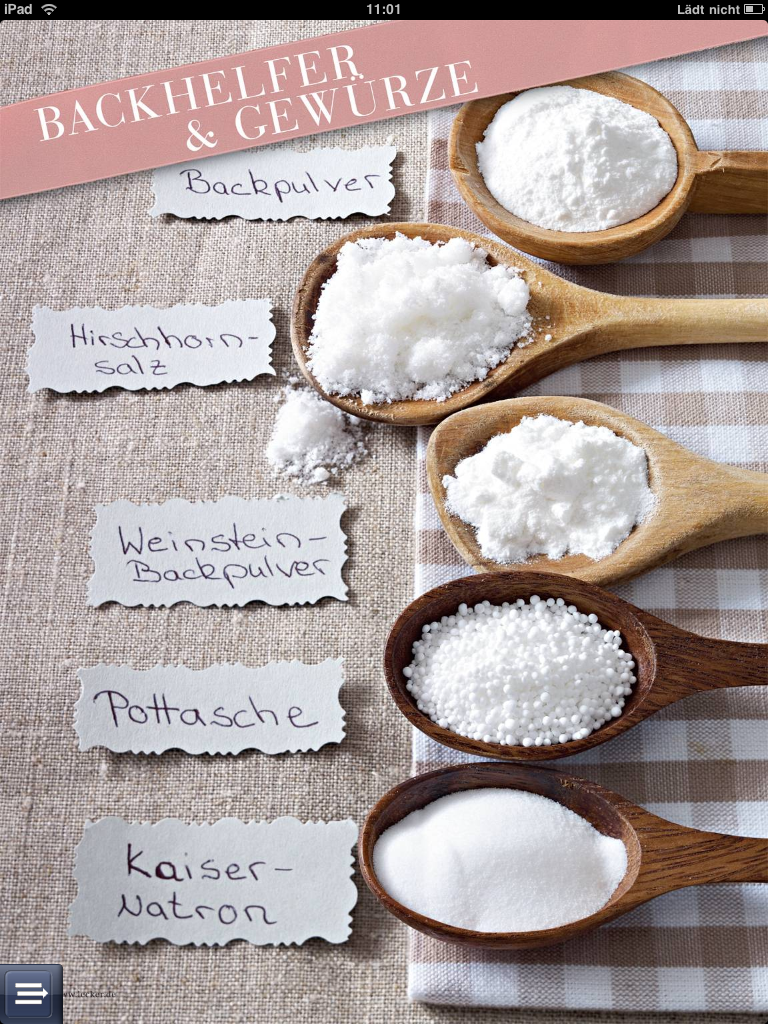 iPad 11:01 Lädt nicht
BACKHELFER
& GEWÜRZE
Backpulver
Hirschhorn-
salz
Weinstein-
Backpulver
Pottasche
Kaiser-
Natron